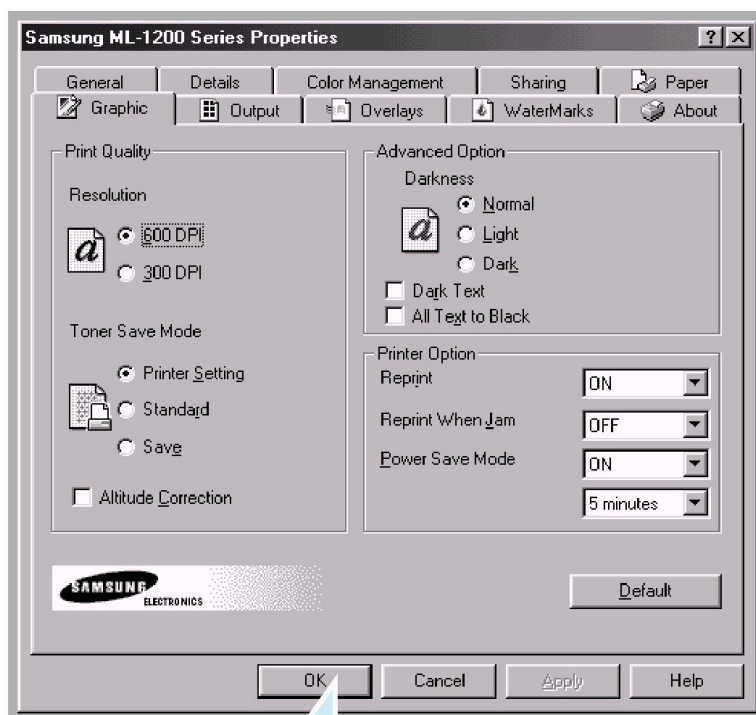 Samsung ML-1200 Series Properties
General Details Color Management Sharing Paper
Graphic Output Overlays WaterMarks About
Print Quality
Resolution
600 DPI
300 DPI
Toner Save Mode
Printer Setting
Standard
Save
Altitude Correction
Advanced Option
Darkness
Normal
Light
Dark
Dark Text
All Text to Black
Printer Option
Reprint ON
Reprint When Jam OFF
Power Save Mode ON
5 minutes
SAMSUNG
ELECTRONICS
Default
OK Cancel Apply Help